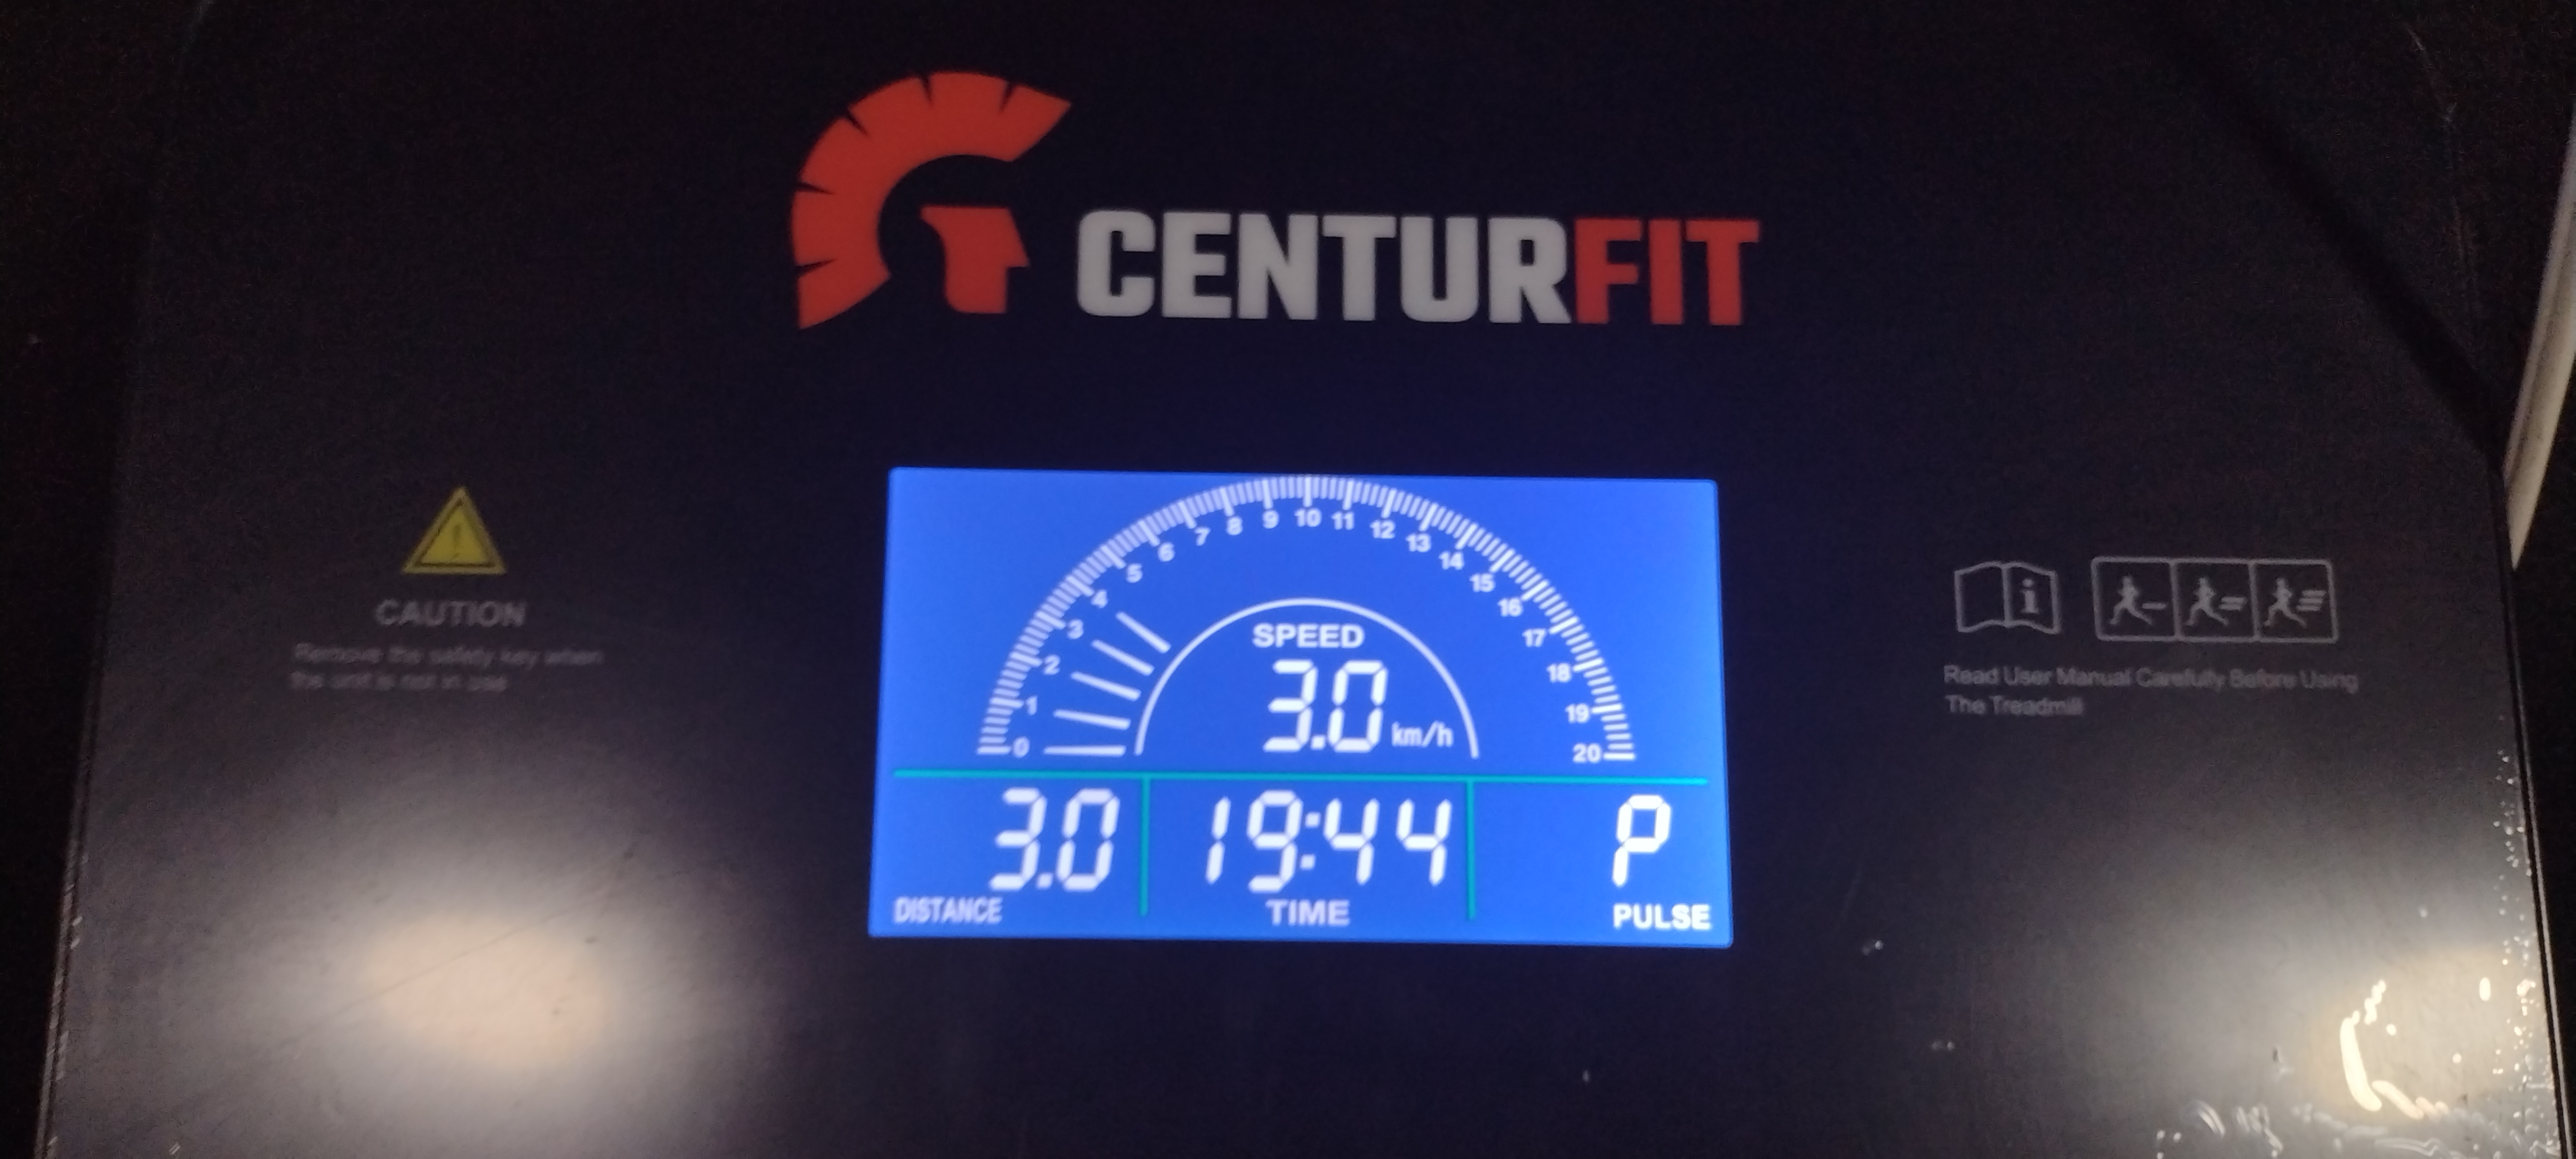 CENTURFIT
CAUTION
Remove the safety key when
the unit is not in use
Read User Manual Carefully Before Using
The Treadmill
0 1 2 3 4 5 6 7 8 9 10 11 12 13 14 15 16 17 18 19 20
SPEED
3.0 km/h
3.0 19:44 P
DISTANCE TIME PULSE